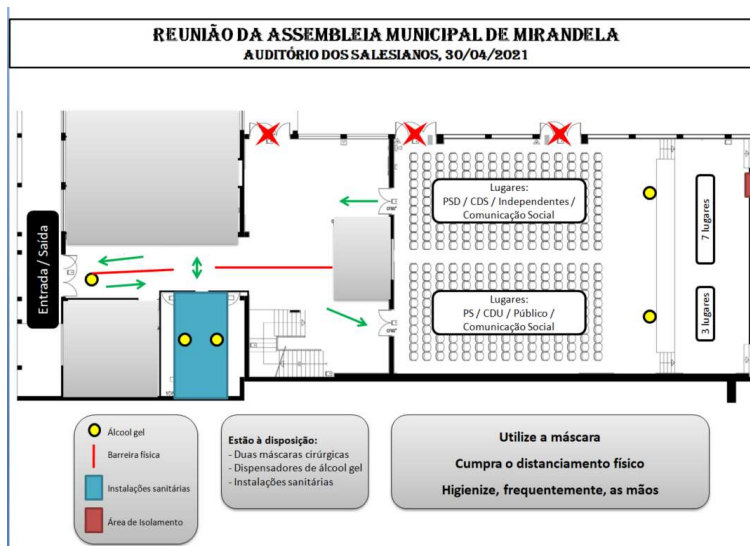 REUNIÃO DA ASSEMBLEIA MUNICIPAL DE MIRANDELA
AUDITÓRIO DOS SALESIANOS, 30/04/2021
Entrada / Saída
Lugares:
PSD / CDS / Independentes /
Comunicação Social
7 lugares
Lugares:
PS / CDU / Público /
Comunicação Social
3 lugares
Álcool gel
Barreira física
Instalações sanitárias
Área de Isolamento
Estão à disposição:
- Duas máscaras cirúrgicas
- Dispensadores de álcool gel
- Instalações sanitárias
Utilize a máscara
Cumpra o distanciamento físico
Higienize, frequentemente, as mãos